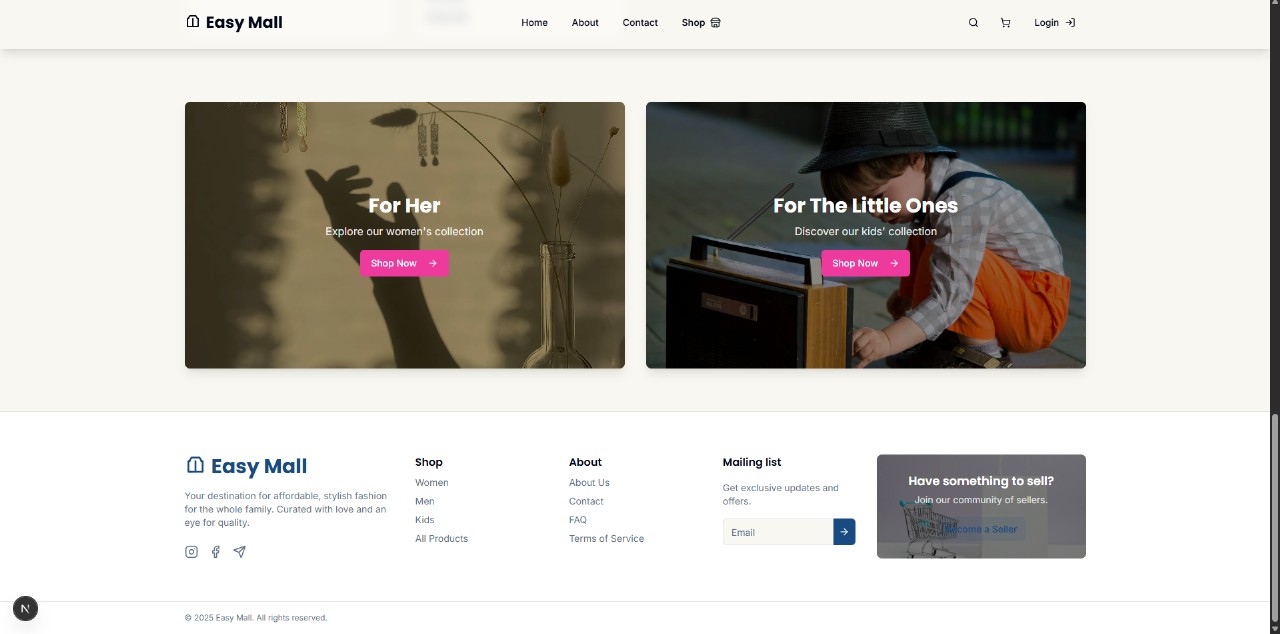 Easy Mall
Home
About
Contact
Shop
Login
For Her
Explore our women's collection
Shop Now
For The Little Ones
Discover our kids' collection
Shop Now
Easy Mall
Your destination for affordable, stylish fashion
for the whole family. Curated with love and an
eye for quality.
Shop
Women
Men
Kids
All Products
About
About Us
Contact
FAQ
Terms of Service
Mailing list
Get exclusive updates and
offers.
Email
Have something to sell?
Join our community of sellers.
Become a Seller
N
© 2025 Easy Mall. All rights reserved.